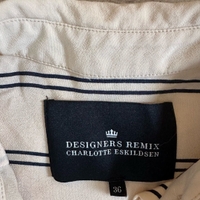 DESIGNERS REMIX
CHARLOTTE ESKILDSEN
36